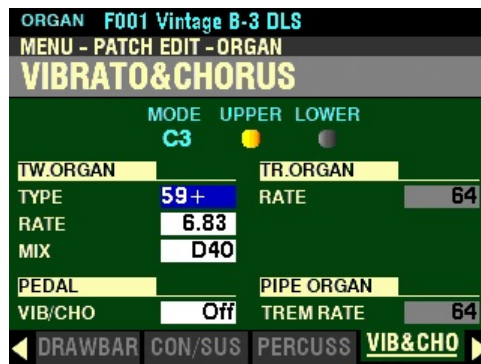 ORGAN F001 Vintage B-3 DLS
MENU - PATCH EDIT - ORGAN
VIBRATO&CHORUS
MODE UPPER LOWER
C3
TW.ORGAN TR.ORGAN
TYPE 59+ RATE 64
RATE 6.83
MIX D40
PEDAL PIPE ORGAN
VIB/CHO Off TREM RATE 64
DRAWBAR CON/SUS PERCUSS VIB&CHO